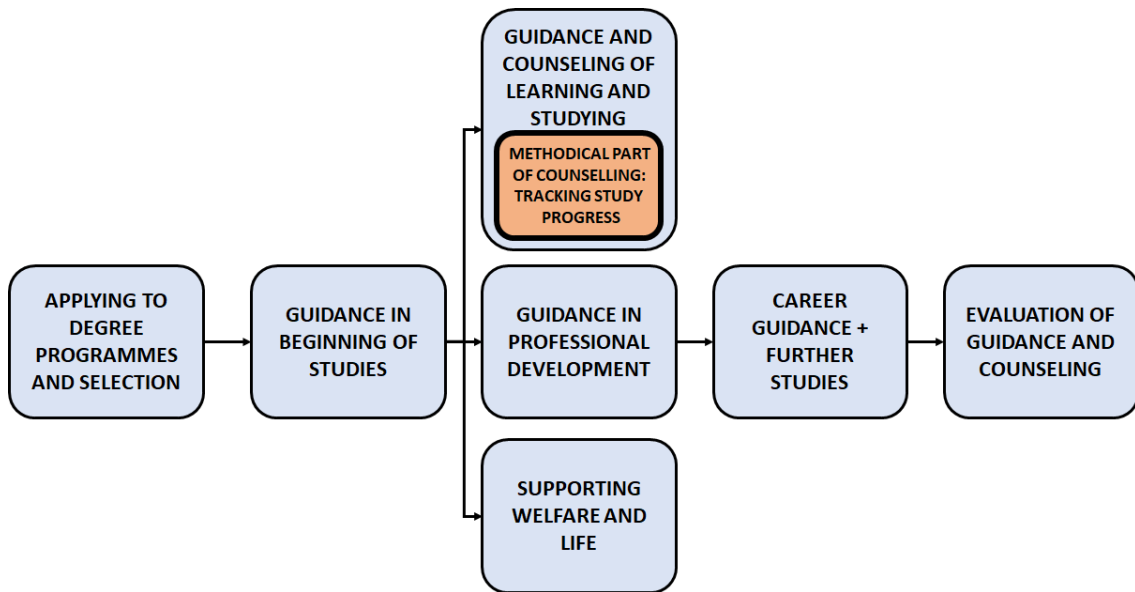 GUIDANCE AND
COUNSELING OF
LEARNING AND
STUDYING
METHODICAL PART
OF COUNSELLING:
TRACKING STUDY
PROGRESS
APPLYING TO
DEGREE
PROGRAMMES
AND SELECTION
GUIDANCE IN
BEGINNING OF
STUDIES
GUIDANCE IN
PROFESSIONAL
DEVELOPMENT
CAREER
GUIDANCE +
FURTHER
STUDIES
EVALUATION OF
GUIDANCE AND
COUNSELING
SUPPORTING
WELFARE AND
LIFE